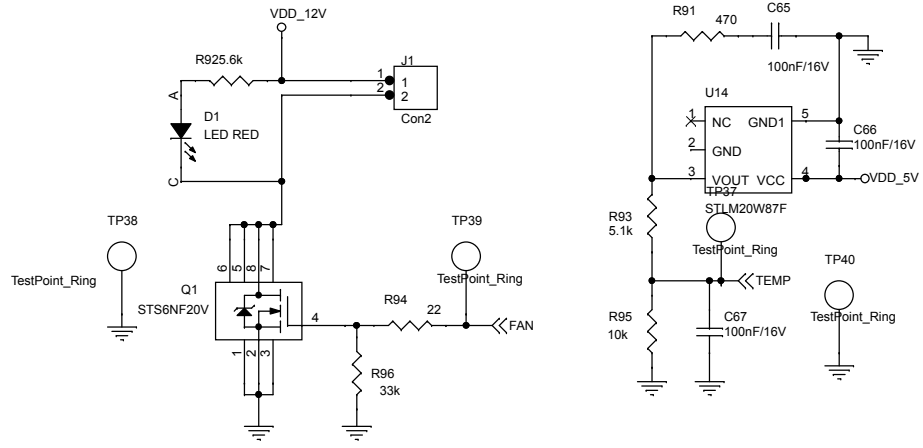 VDD_12V
R925.6k
A
D1
LED RED
C
J1
1
1
2
2
Con2
TP38
TestPoint_Ring
TP39
TestPoint_Ring
6
5
8
7
Q1
STS6NF20V
4
1
2
3
R94
22
FAN
R96
33k
R91
470
C65
100nF/16V
U14
1
NC
GND1
5
2
GND
3
VOUT
VCC
4
C66
100nF/16V
VDD_5V
TP37
STLM20W87F
R93
5.1k
TestPoint_Ring
TEMP
R95
10k
C67
100nF/16V
TP40
TestPoint_Ring